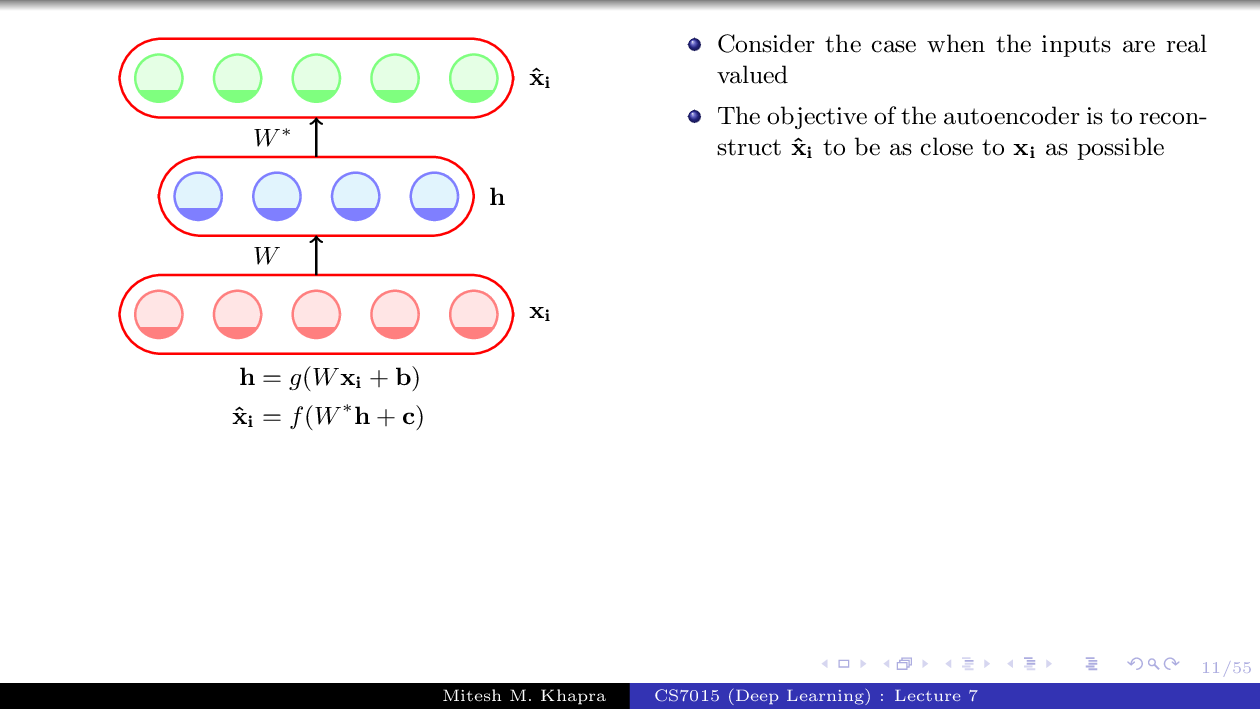 x̂ᵢ
W*
h
W
xᵢ
h = g(Wxᵢ + b)
x̂ᵢ = f(W*h + c)
Consider the case when the inputs are real
valued
The objective of the autoencoder is to recon-
struct x̂ᵢ to be as close to xᵢ as possible
11/55
Mitesh M. Khapra
CS7015 (Deep Learning) : Lecture 7